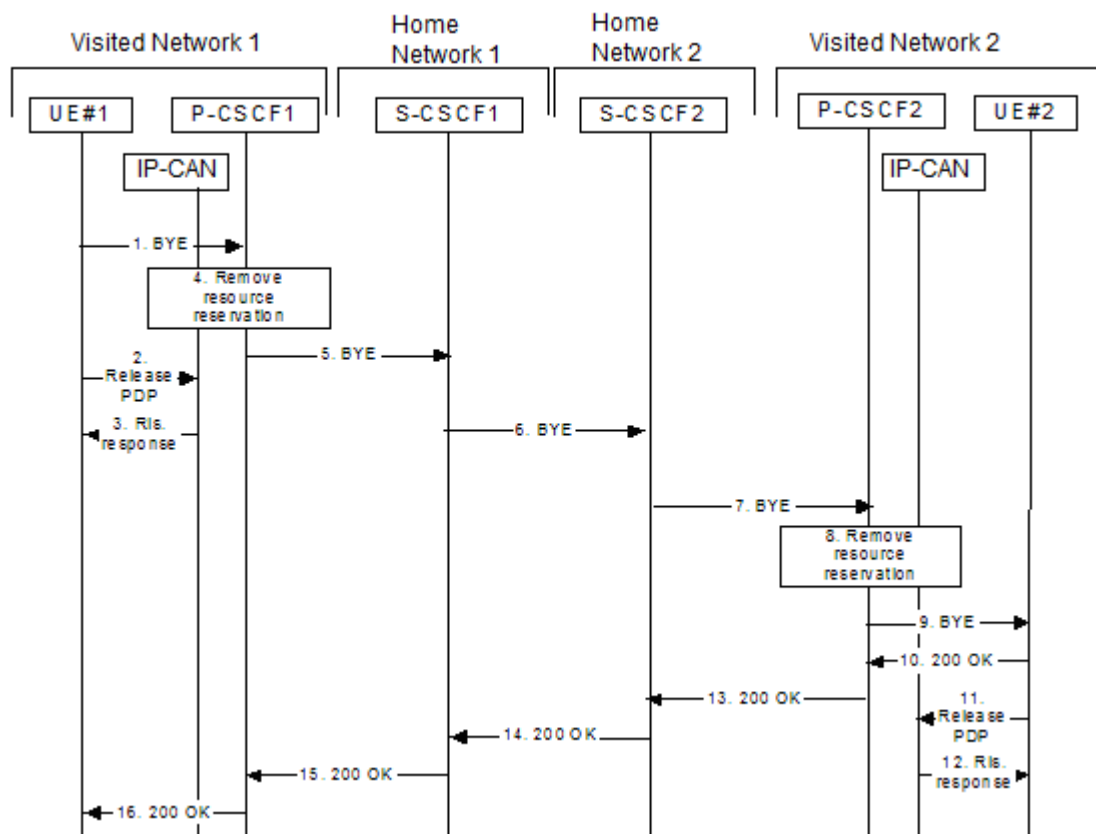 Visited Network 1
Home
Network 1
Home
Network 2
Visited Network 2
UE#1
P-CSCF1
S-CSCF1
S-CSCF2
P-CSCF2
UE#2
IP-CAN
IP-CAN
1. BYE
4. Remove
resource
reservation
5. BYE
2.
Release
PDP
3. Rls.
response
6. BYE
7. BYE
8. Remove
resource
reservation
9. BYE
10. 200 OK
13. 200 OK
11.
Release
PDP
14. 200 OK
12. Rls.
response
15. 200 OK
16. 200 OK